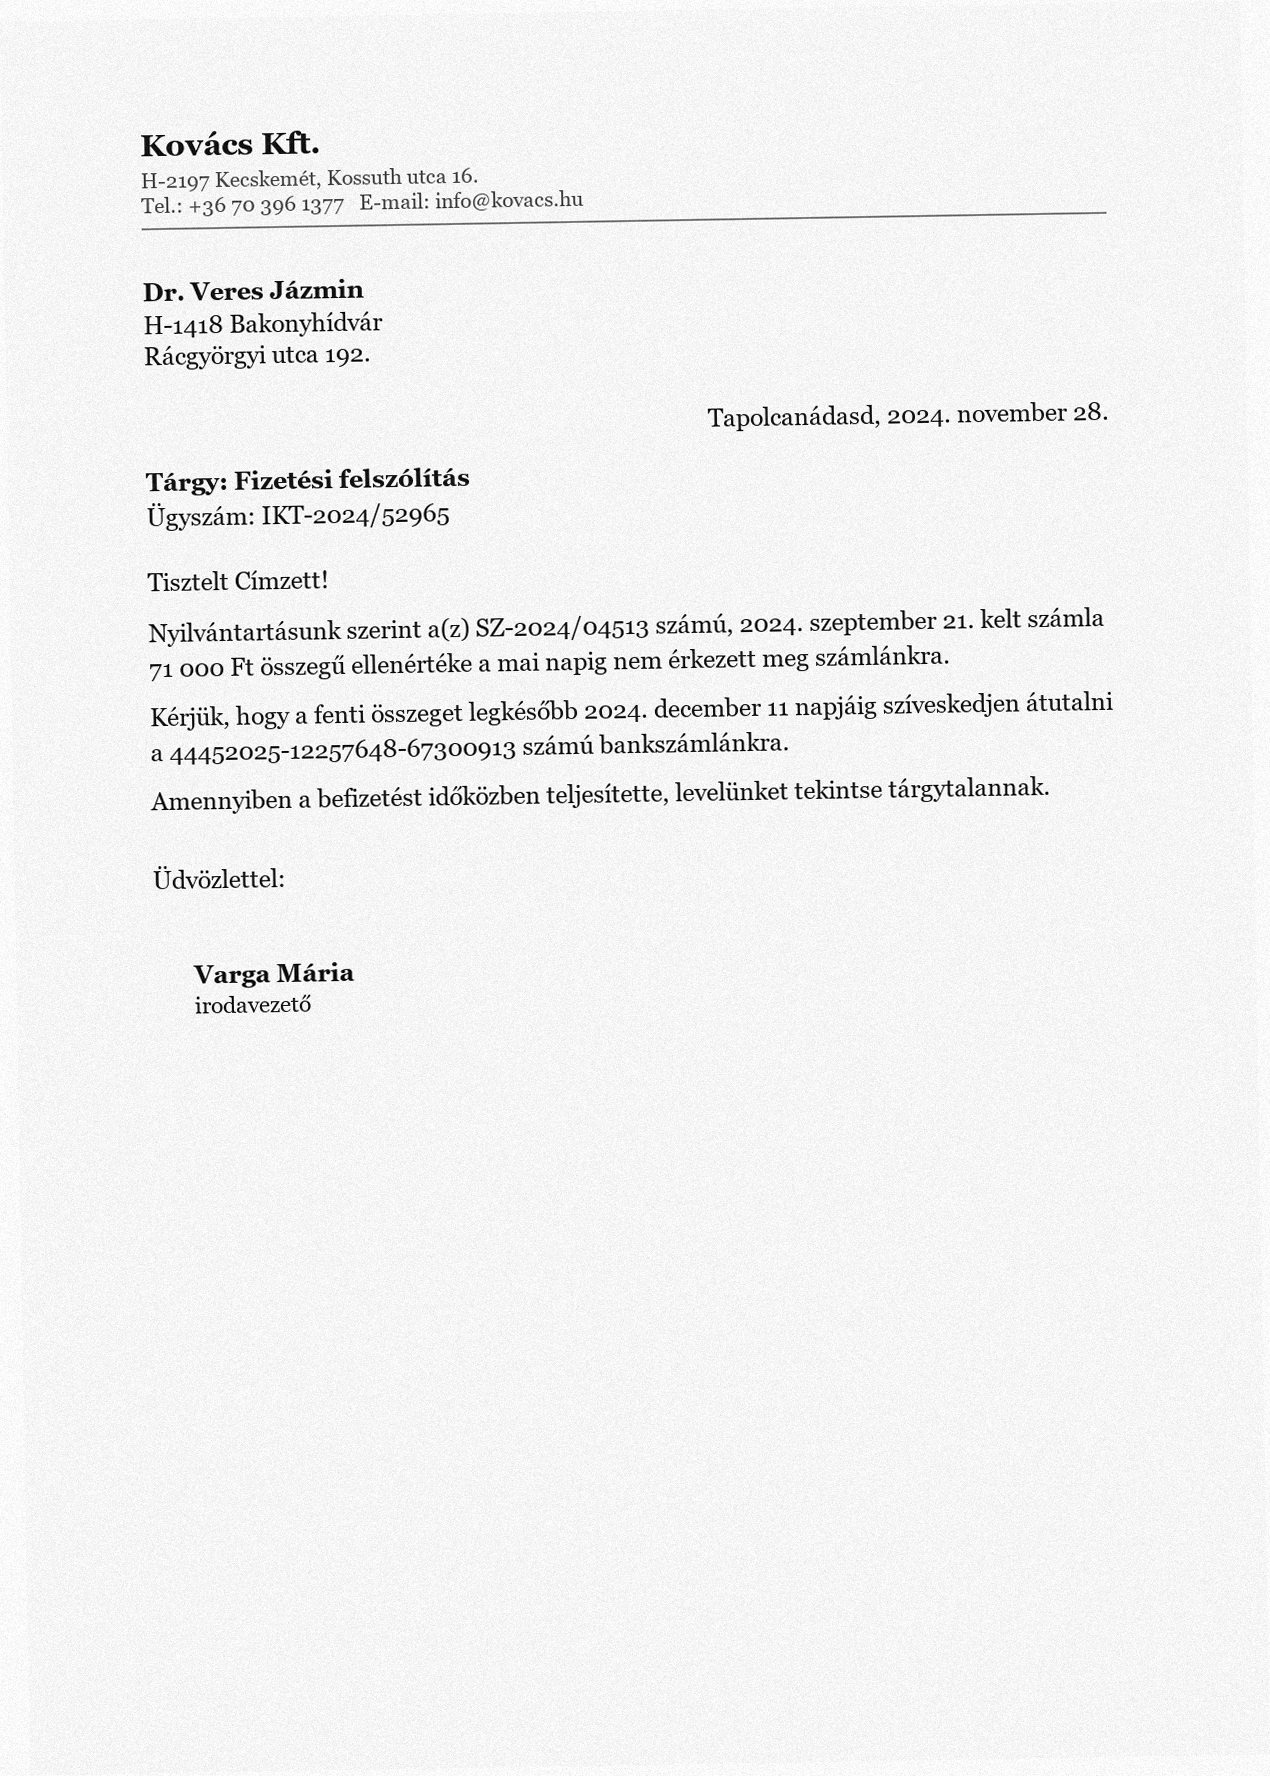 Kovács Kft.
H-2197 Kecskemét, Kossuth utca 16.
Tel.: +36 70 396 1377 E-mail: info@kovacs.hu
Dr. Veres Jázmin
H-1418 Bakonyhídvár
Rácgyörgyi utca 192.
Tapolcanádasd, 2024. november 28.
Tárgy: Fizetési felszólítás
Ügyszám: IKT-2024/52965
Tisztelt Címzett!
Nyilvántartásunk szerint a(z) SZ-2024/04513 számú, 2024. szeptember 21. kelt számla
71 000 Ft összegű ellenértéke a mai napig nem érkezett meg számlánkra.
Kérjük, hogy a fenti összeget legkésőbb 2024. december 11 napjáig szíveskedjen átutalni
a 44452025-12257648-67300913 számú bankszámlánkra.
Amennyiben a befizetést időközben teljesítette, levelünket tekintse tárgytalannak.
Üdvözlettel:
Varga Mária
irodavezető